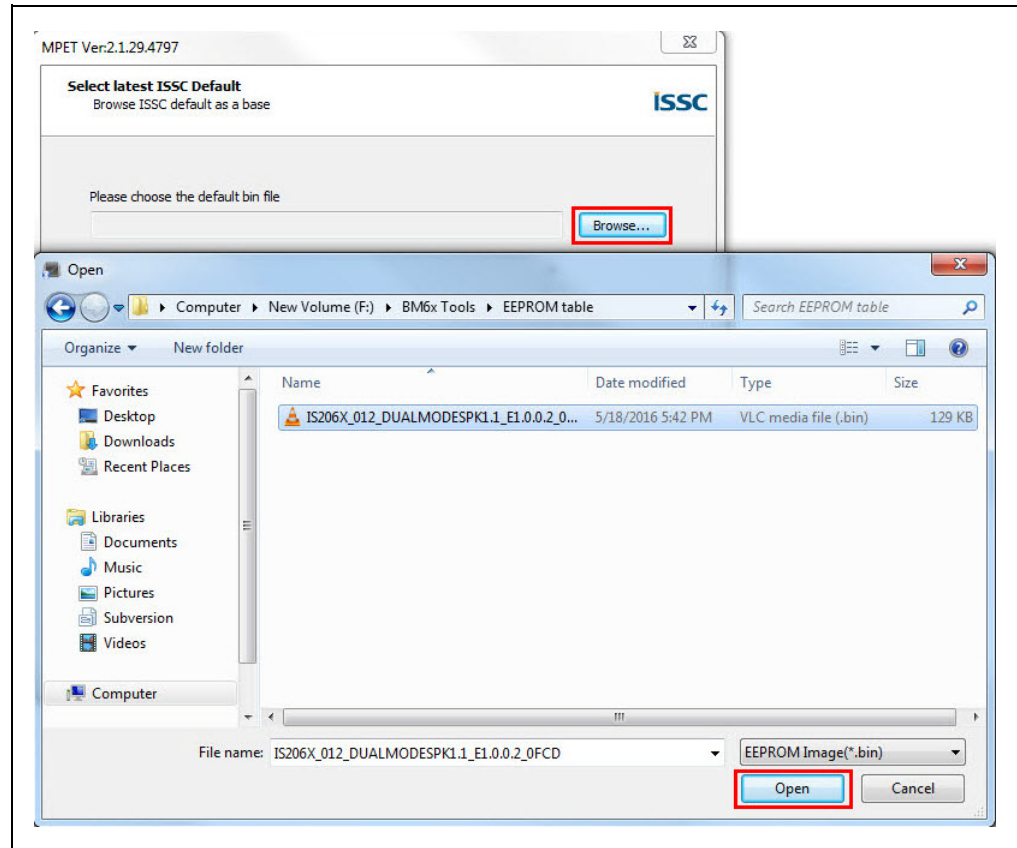 MPET Ver:2.1.29.4797
Select latest ISSC Default
Browse ISSC default as a base
ISSC
Please choose the default bin file
Browse...
Open
Computer New Volume (F:) BM6x Tools EEPROM table Search EEPROM table
Organize New folder
Name Date modified Type Size
IS206X_012_DUALMODESPK1.1_E1.0.0.2_0... 5/18/2016 5:42 PM VLC media file (.bin) 129 KB
Favorites
Desktop
Downloads
Recent Places
Libraries
Documents
Music
Pictures
Subversion
Videos
Computer
File name: IS206X_012_DUALMODESPK1.1_E1.0.0.2_0FCD EEPROM Image(*.bin)
Open Cancel